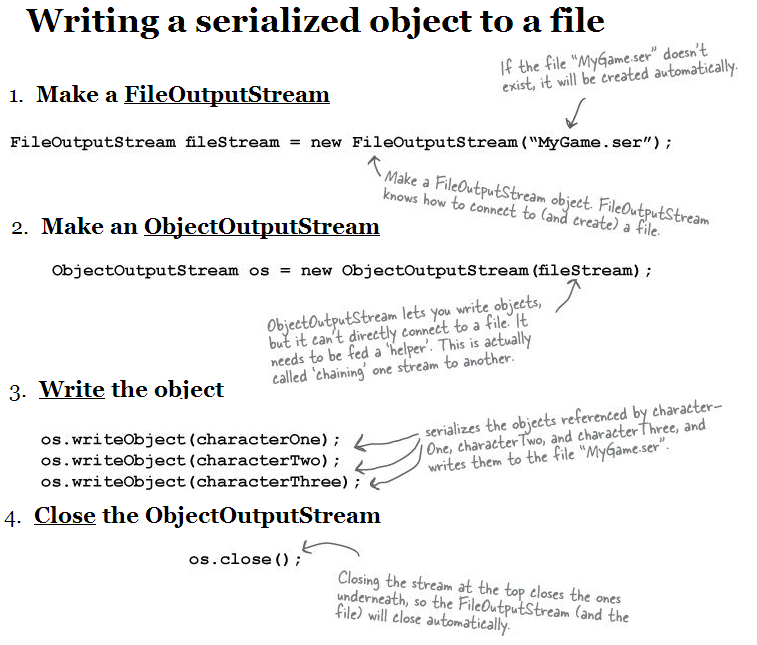 Writing a serialized object to a file
If the file “MyGame.ser” doesn't
exist, it will be created automatically.
1. Make a FileOutputStream
FileOutputStream fileStream = new FileOutputStream(“MyGame.ser”);
Make a FileOutputStream object. FileOutputStream
knows how to connect to (and create) a file.
2. Make an ObjectOutputStream
ObjectOutputStream os = new ObjectOutputStream(fileStream);
ObjectOutputStream lets you write objects,
but it can't directly connect to a file. It
needs to be fed a 'helper'. This is actually
called 'chaining' one stream to another.
3. Write the object
os.writeObject(characterOne);
os.writeObject(characterTwo);
os.writeObject(characterThree);
serializes the objects referenced by character-
One, characterTwo, and characterThree, and
writes them to the file “MyGame.ser”.
4. Close the ObjectOutputStream
os.close();
Closing the stream at the top closes the ones
underneath, so the FileOutputStream (and the
file) will close automatically.